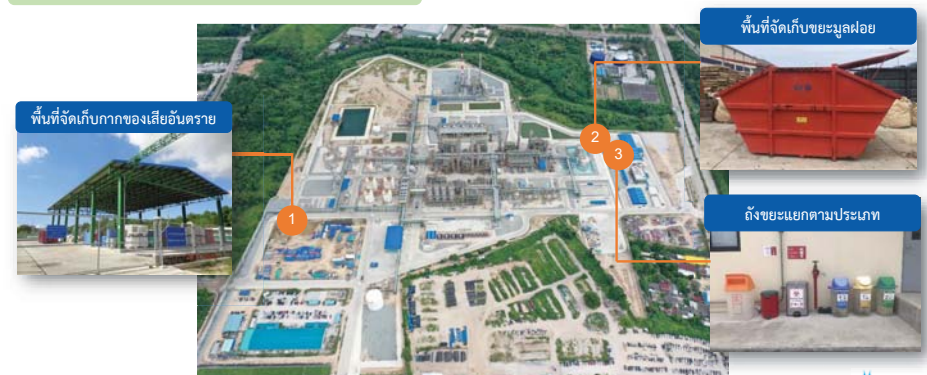 พื้นที่จัดเก็บขยะมูลฝอย
พื้นที่จัดเก็บกากของเสียอันตราย
2
3
1
ถังขยะแยกตามประเภท